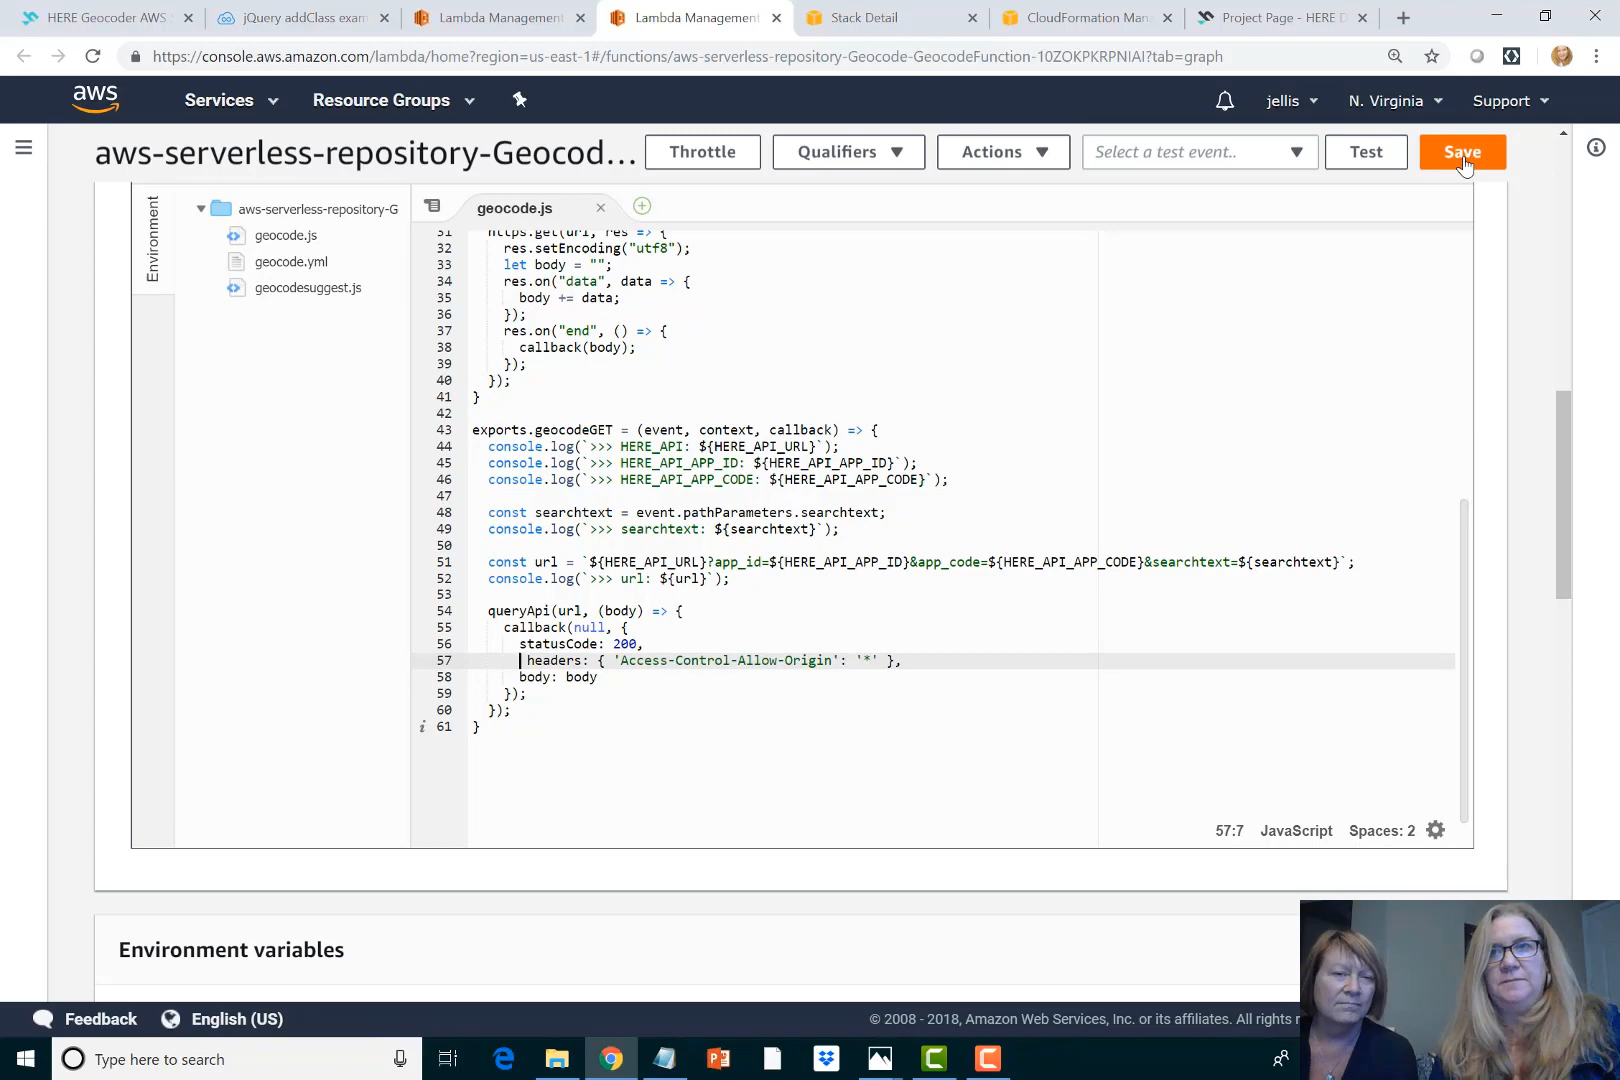 HERE Geocoder AWS S
jQuery addClass exam
Lambda Management
Lambda Management
Stack Detail
CloudFormation Man
Project Page - HERE D
https://console.aws.amazon.com/lambda/home?region=us-east-1#/functions/aws-serverless-repository-Geocode-GeocodeFunction-10ZOKPKRPNIAI?tab=graph
aws
Services
Resource Groups
jellis
N. Virginia
Support
aws-serverless-repository-Geocod...
Throttle
Qualifiers
Actions
Select a test event..
Test
Save
Environment
aws-serverless-repository-G
geocode.js
geocode.yml
geocodesuggest.js
geocode.js
31 https.get(url, res => {
32 res.setEncoding("utf8");
33 let body = "";
34 res.on("data", data => {
35 body += data;
36 });
37 res.on("end", () => {
38 callback(body);
39 });
40 });
41 }
42
43 exports.geocodeGET = (event, context, callback) => {
44 console.log(`>>> HERE_API: ${HERE_API_URL}`);
45 console.log(`>>> HERE_API_APP_ID: ${HERE_API_APP_ID}`);
46 console.log(`>>> HERE_API_APP_CODE: ${HERE_API_APP_CODE}`);
47
48 const searchtext = event.pathParameters.searchtext;
49 console.log(`>>> searchtext: ${searchtext}`);
50
51 const url = `${HERE_API_URL}?app_id=${HERE_API_APP_ID}&app_code=${HERE_API_APP_CODE}&searchtext=${searchtext}`;
52 console.log(`>>> url: ${url}`);
53
54 queryApi(url, (body) => {
55 callback(null, {
56 statusCode: 200,
57 headers: { 'Access-Control-Allow-Origin': '*' },
58 body: body
59 });
60 });
61 }
57:7 JavaScript Spaces: 2
Environment variables
Feedback
English (US)
© 2008 - 2018, Amazon Web Services, Inc. or its affiliates. All rights
Type here to search